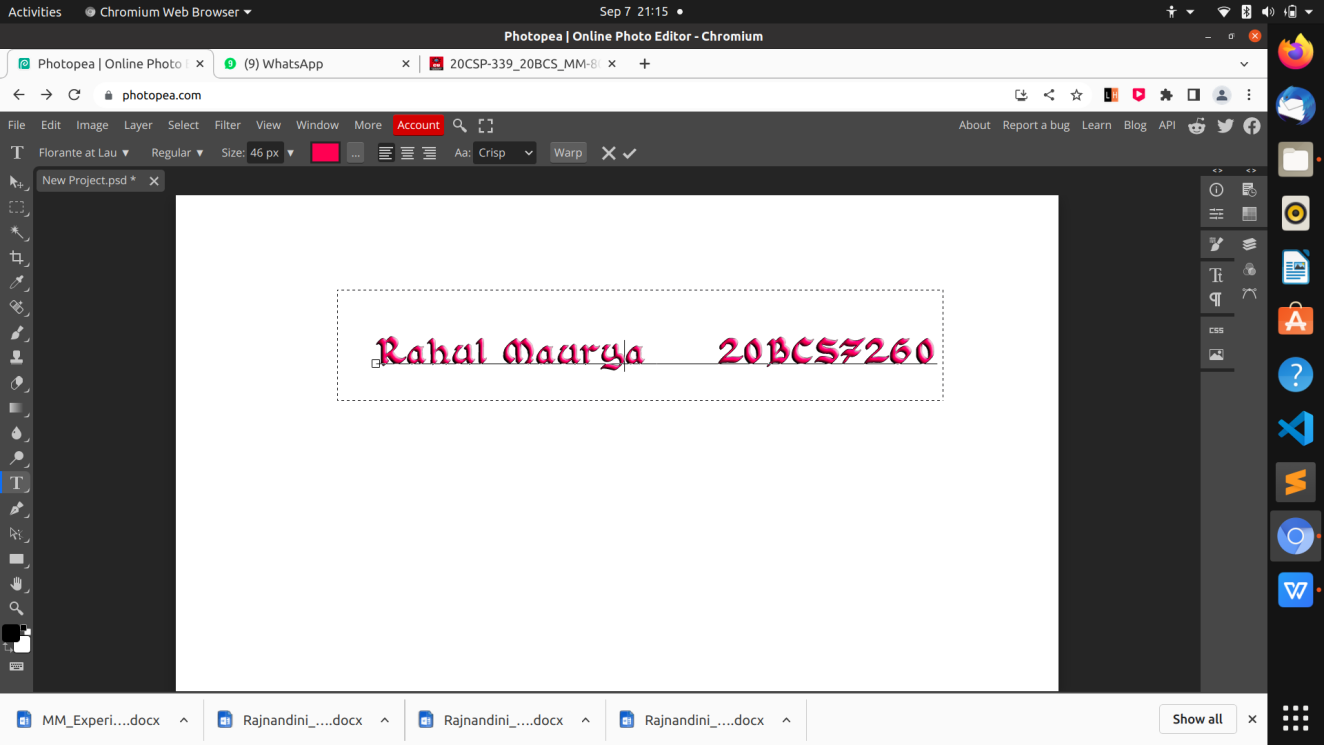 Activities Chromium Web Browser Sep 7 21:15
Photopea | Online Photo Editor - Chromium
Photopea | Online Photo (9) WhatsApp 20CSP-339_20BCS_MM-8
photopea.com
File Edit Image Layer Select Filter View Window More Account About Report a bug Learn Blog API
T Florante at Lau Regular Size: 46 px ... Aa: Crisp Warp
New Project.psd *
Rahul Maurya 20BCS7260
CSS
MM_Experi....docx Rajnandini_....docx Rajnandini_....docx Rajnandini_....docx Show all